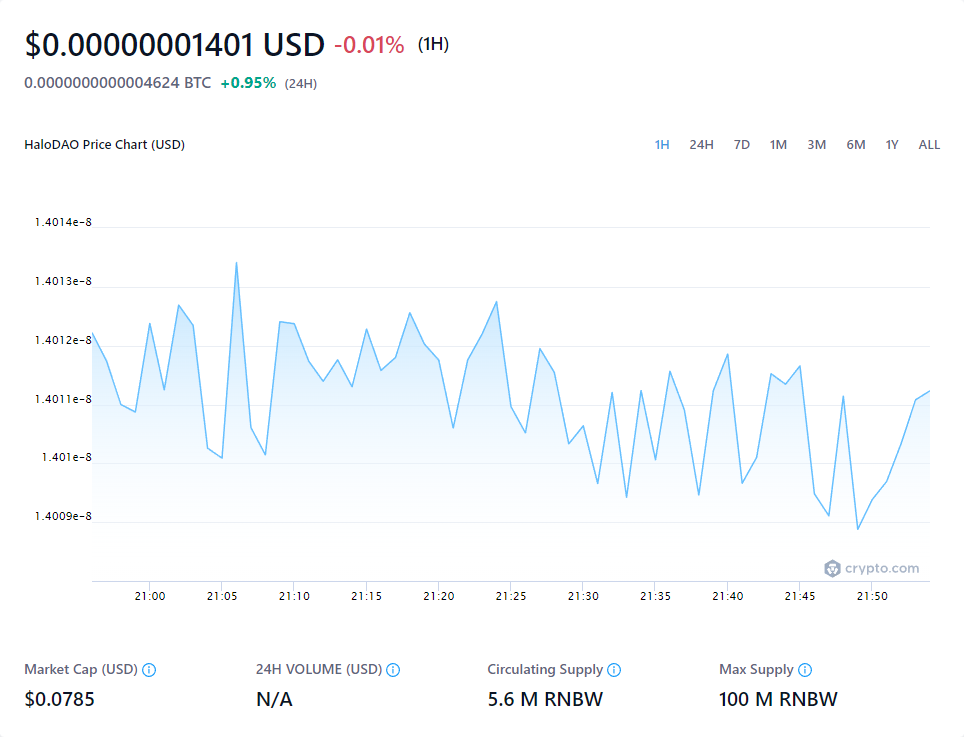 $0.00000001401 USD -0.01% (1H)
0.0000000000004624 BTC +0.95% (24H)
HaloDAO Price Chart (USD) 1H 24H 7D 1M 3M 6M 1Y ALL
1.4014e-8
1.4013e-8
1.4012e-8
1.4011e-8
1.401e-8
1.4009e-8
crypto.com
21:00 21:05 21:10 21:15 21:20 21:25 21:30 21:35 21:40 21:45 21:50
Market Cap (USD) 24H VOLUME (USD) Circulating Supply Max Supply
$0.0785 N/A 5.6 M RNBW 100 M RNBW